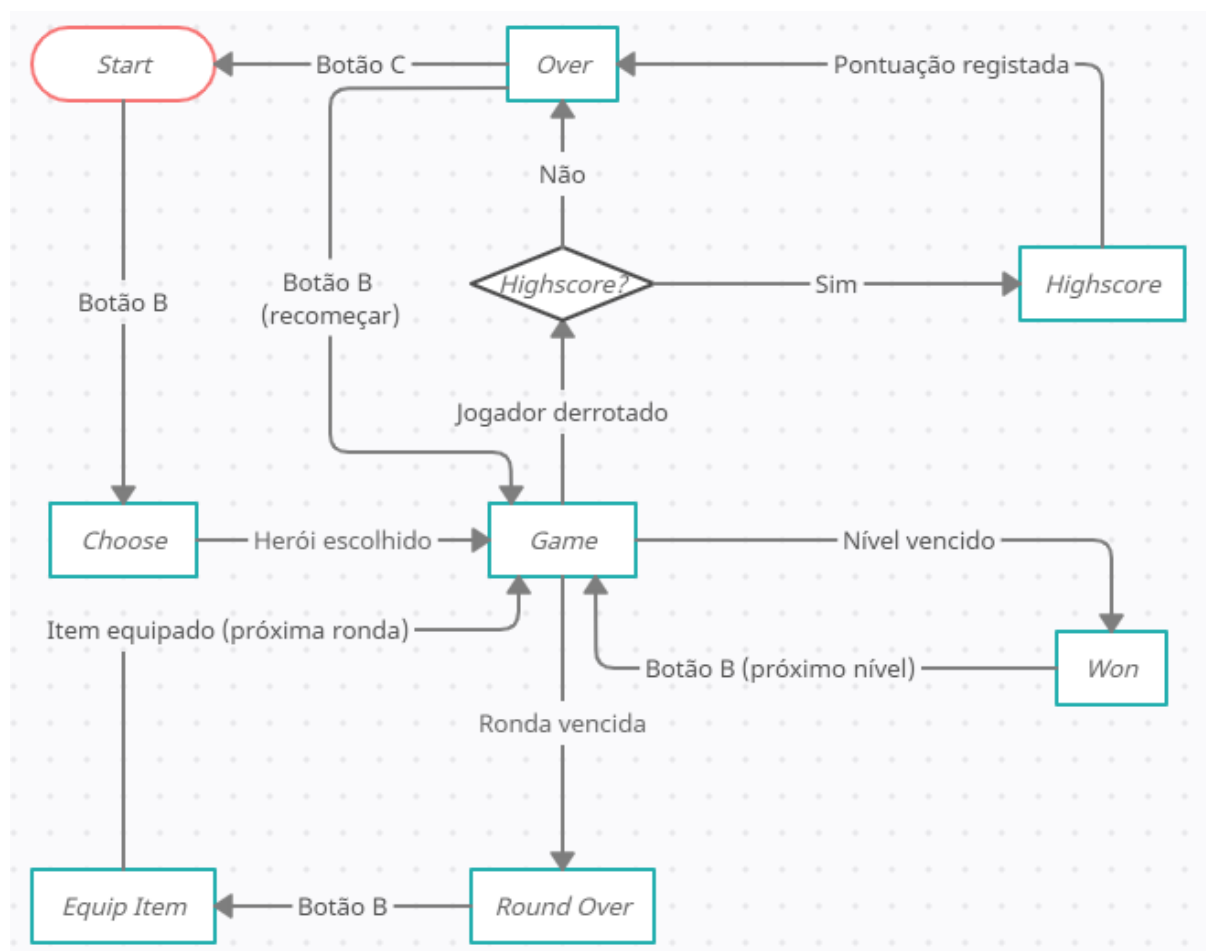 Start
Botão C
Over
Pontuação registada
Não
Botão B
Botão B
(recomeçar)
Highscore?
Sim
Highscore
Jogador derrotado
Choose
Herói escolhido
Game
Nível vencido
Item equipado (próxima ronda)
Botão B (próximo nível)
Won
Ronda vencida
Equip Item
Botão B
Round Over